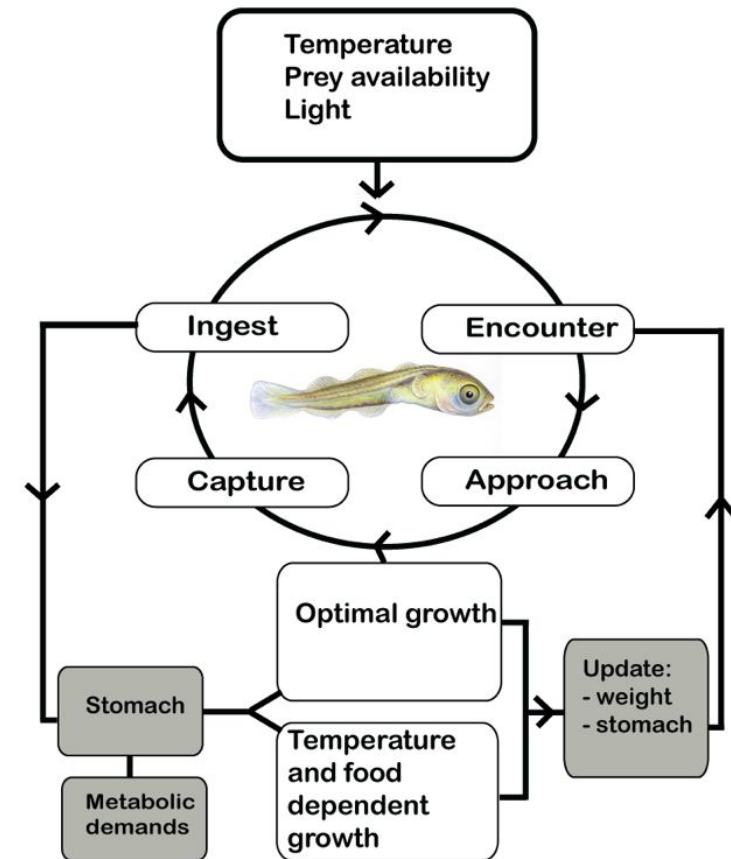 Temperature
Prey availability
Light
Ingest
Encounter
Capture
Approach
Optimal growth
Stomach
Update:
- weight
- stomach
Temperature
and food
dependent
growth
Metabolic
demands